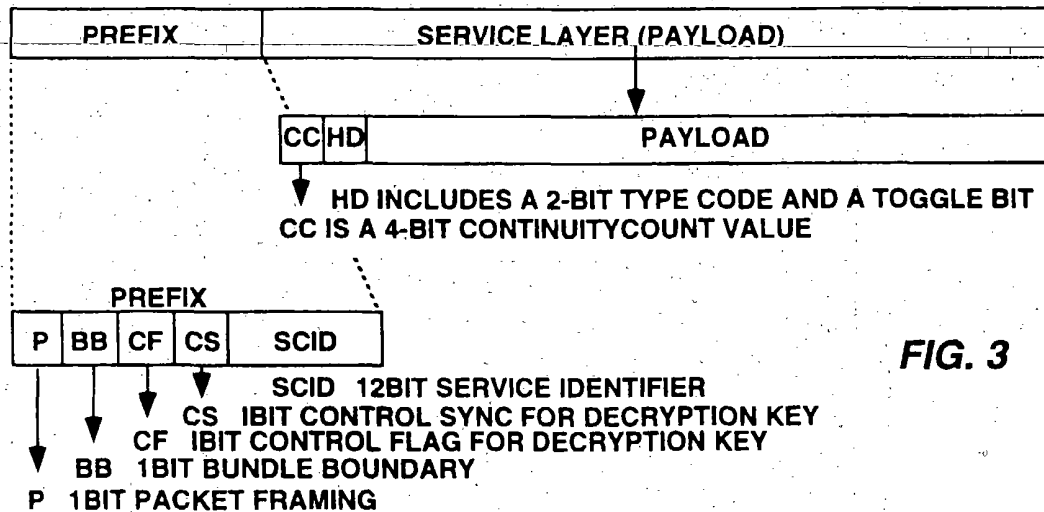 PREFIX SERVICE LAYER (PAYLOAD)
CC HD PAYLOAD
HD INCLUDES A 2-BIT TYPE CODE AND A TOGGLE BIT
CC IS A 4-BIT CONTINUITYCOUNT VALUE
PREFIX
P BB CF CS SCID
FIG. 3
SCID 12BIT SERVICE IDENTIFIER
CS IBIT CONTROL SYNC FOR DECRYPTION KEY
CF IBIT CONTROL FLAG FOR DECRYPTION KEY
BB 1BIT BUNDLE BOUNDARY
P 1BIT PACKET FRAMING